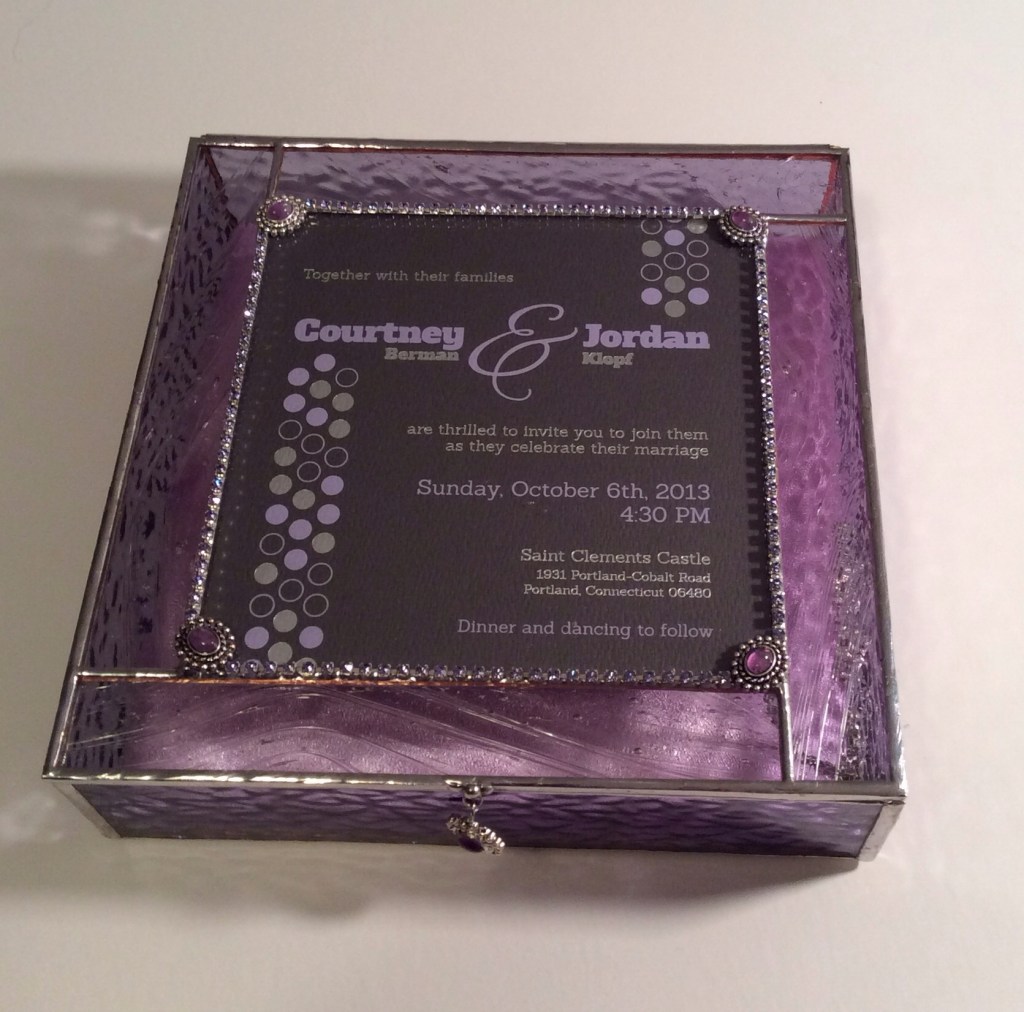 Together with their families
Courtney & Jordan
Berman Klopf
are thrilled to invite you to join them
as they celebrate their marriage
Sunday, October 6th, 2013
4:30 PM
Saint Clements Castle
1931 Portland-Cobalt Road
Portland, Connecticut 06480
Dinner and dancing to follow